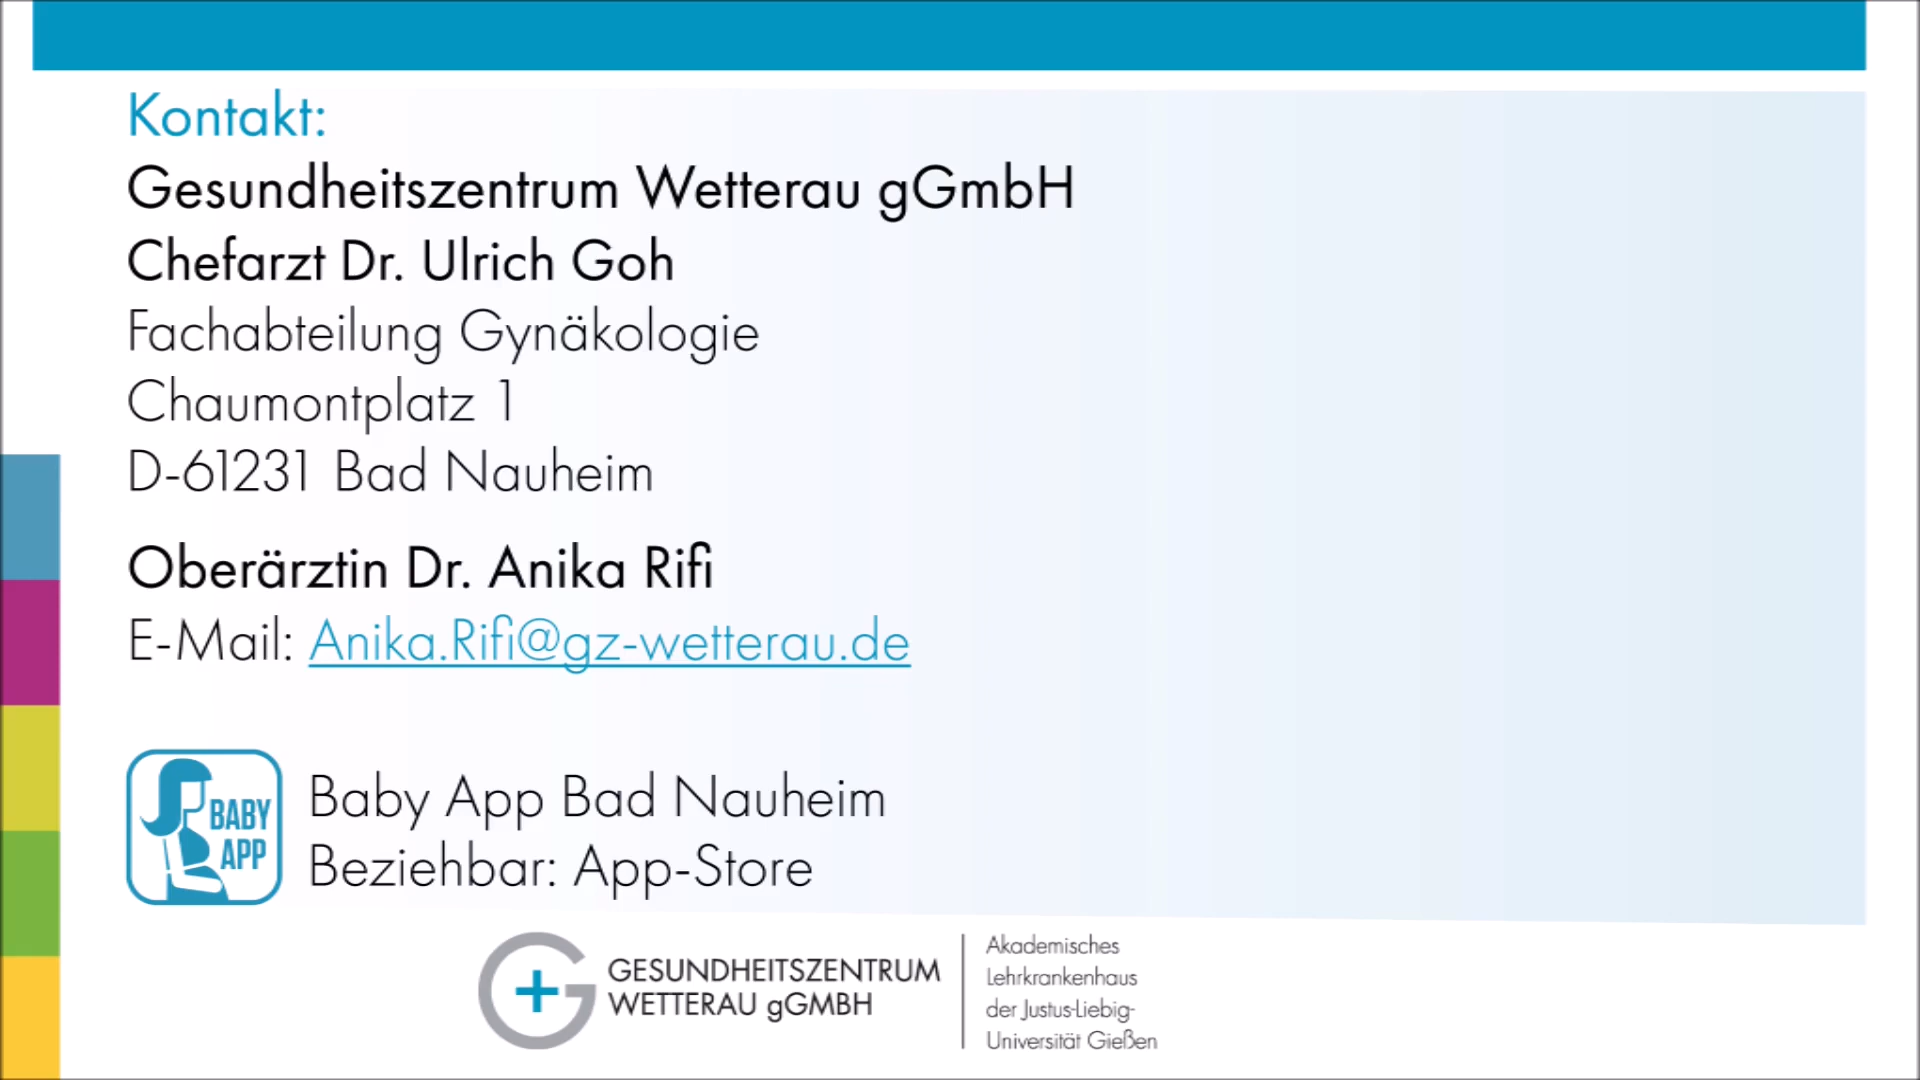 Kontakt:
Gesundheitszentrum Wetterau gGmbH
Chefarzt Dr. Ulrich Goh
Fachabteilung Gynäkologie
Chaumontplatz 1
D-61231 Bad Nauheim
Oberärztin Dr. Anika Rifi
E-Mail: Anika.Rifi@gz-wetterau.de
BABY
APP
Baby App Bad Nauheim
Beziehbar: App-Store
GESUNDHEITSZENTRUM
WETTERAU gGMBH
Akademisches
Lehrkrankenhaus
der Justus-Liebig-
Universität Gießen